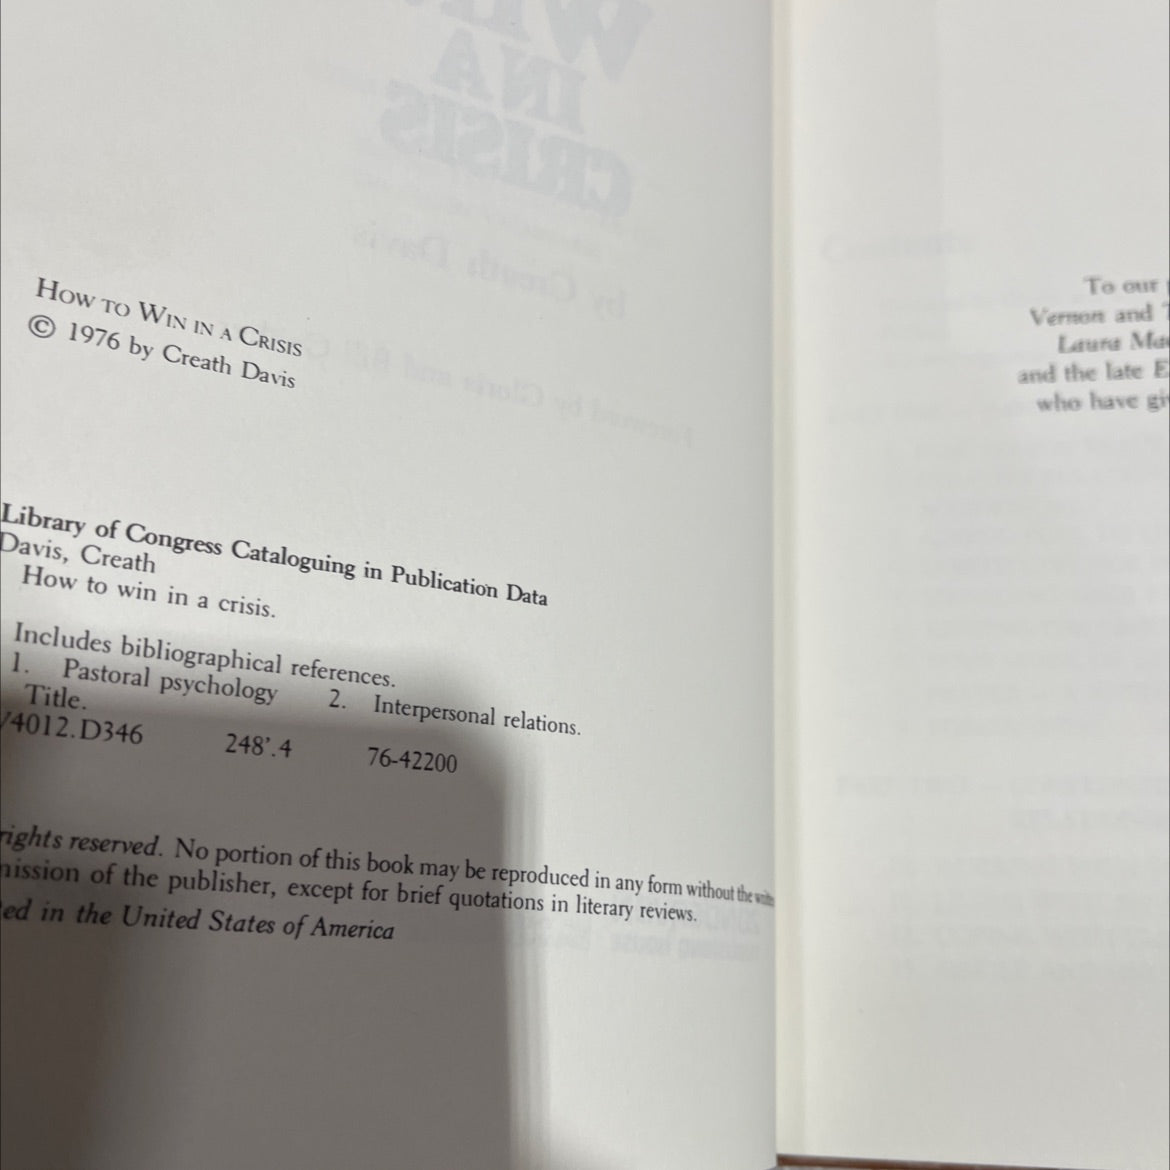 How to Win in a Crisis
© 1976 by Creath Davis
Library of Congress Cataloguing in Publication Data
Davis, Creath
How to win in a crisis.
Includes bibliographical references.
1. Pastoral psychology 2. Interpersonal relations.
Title.
/4012.D346 248'.4 76-42200
rights reserved. No portion of this book may be reproduced in any form without the
mission of the publisher, except for brief quotations in literary reviews.
ed in the United States of America
To our
Vernon and
Laura
and the late
who have